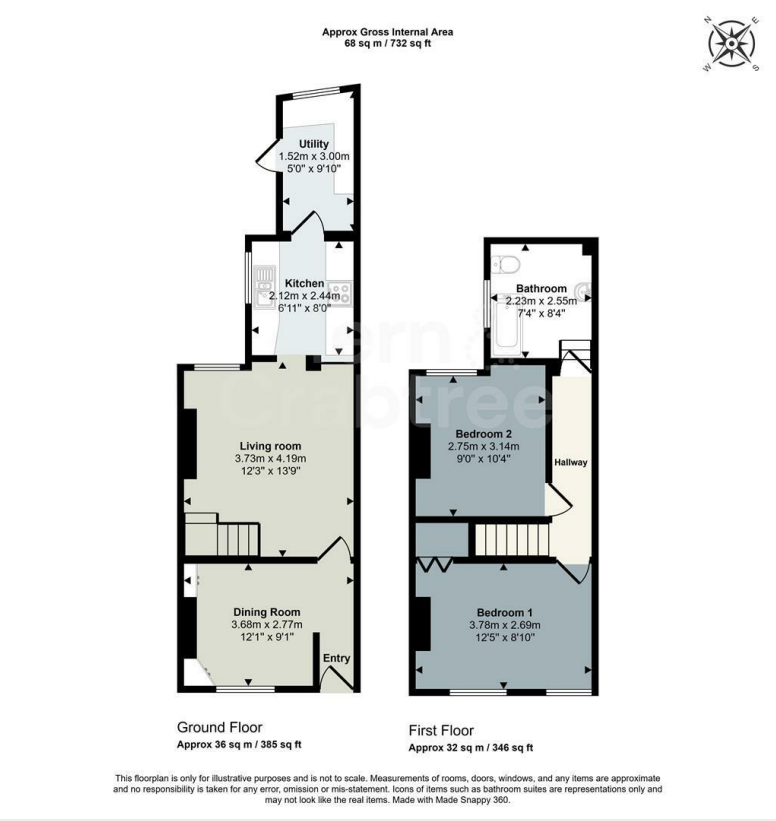 Approx Gross Internal Area
68 sq m / 732 sq ft
N
E
W
S
Utility
1.52m x 3.00m
5'0" x 9'10"
Kitchen
2.12m x 2.44m
6'11" x 8'0"
Bathroom
2.23m x 2.55m
7'4" x 8'4"
Living room
3.73m x 4.19m
12'3" x 13'9"
Bedroom 2
2.75m x 3.14m
9'0" x 10'4"
Hallway
Dining Room
3.68m x 2.77m
12'1" x 9'1"
Entry
Bedroom 1
3.78m x 2.69m
12'5" x 8'10"
Crabtree
Ground Floor
Approx 36 sq m / 385 sq ft
First Floor
Approx 32 sq m / 346 sq ft
This floorplan is only for illustrative purposes and is not to scale. Measurements of rooms, doors, windows, and any items are approximate
and no responsibility is taken for any error, omission or mis-statement. Icons of items such as bathroom suites are representations only and
may not look like the real items. Made with Made Snappy 360.